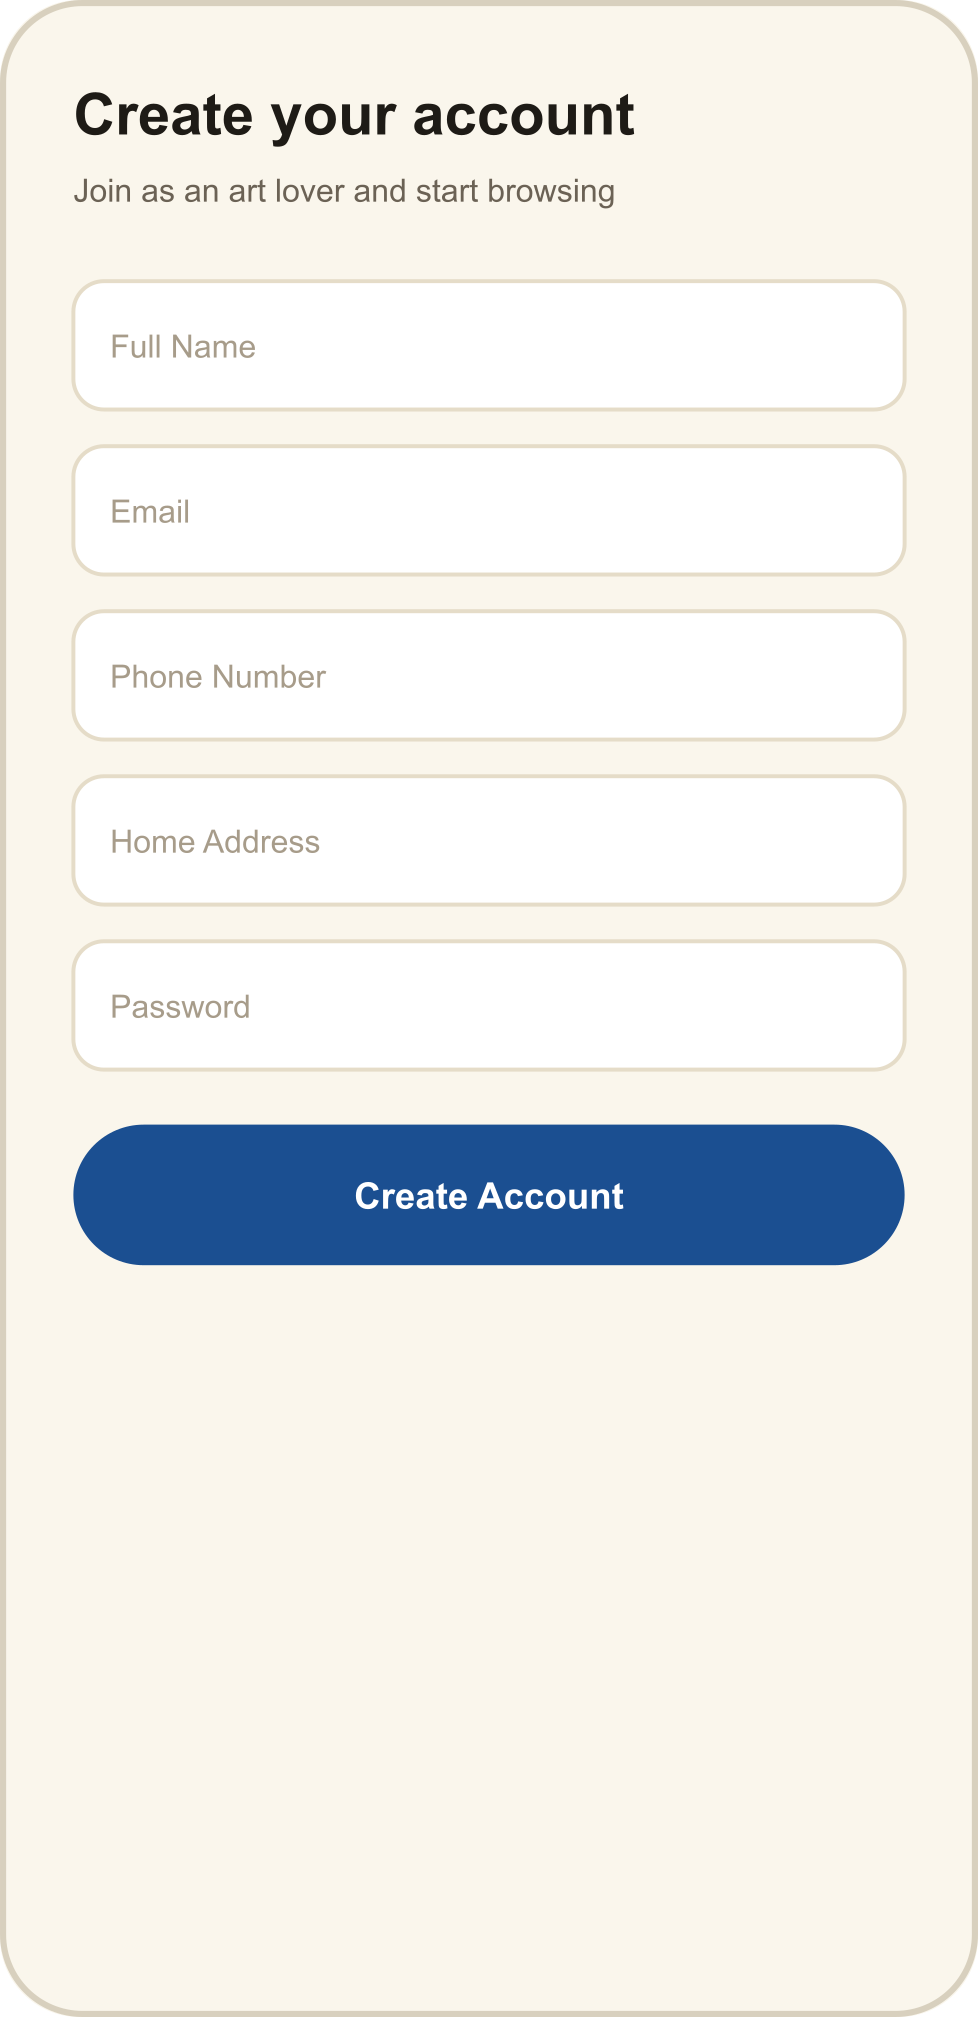 Create your account
Join as an art lover and start browsing
Full Name
Email
Phone Number
Home Address
Password
Create Account